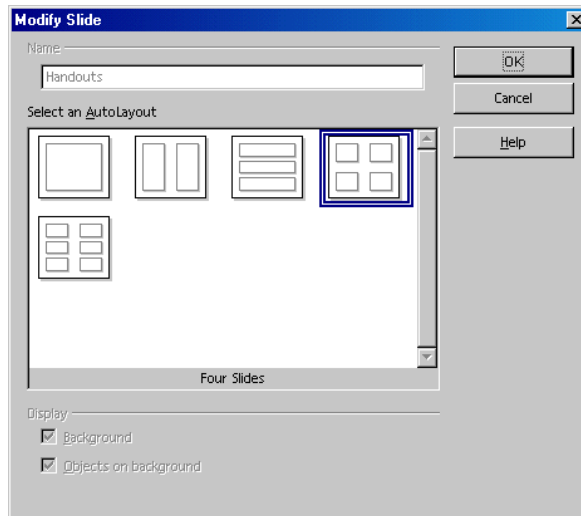 Modify Slide
Name
Handouts
Select an AutoLayout
Four Slides
Display
Background
Objects on background
OK
Cancel
Help